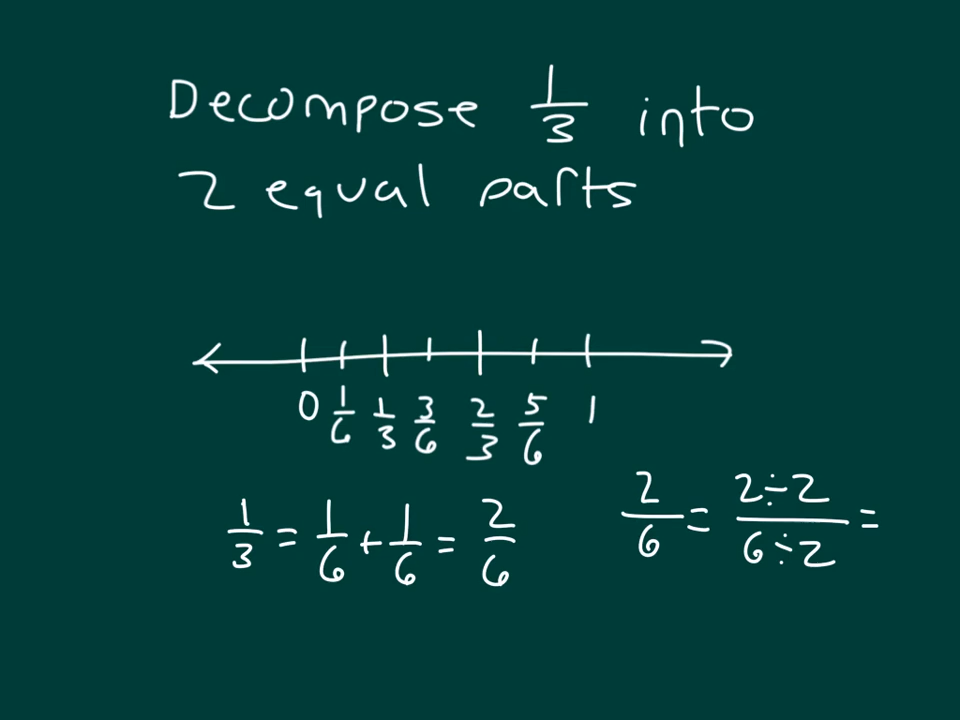 Decompose 1/3 into
2 equal parts
0 1/6 1/3 3/6 2/3 5/6 1
1/3 = 1/6 + 1/6 = 2/6
2/6 = 2÷2/6÷2 =